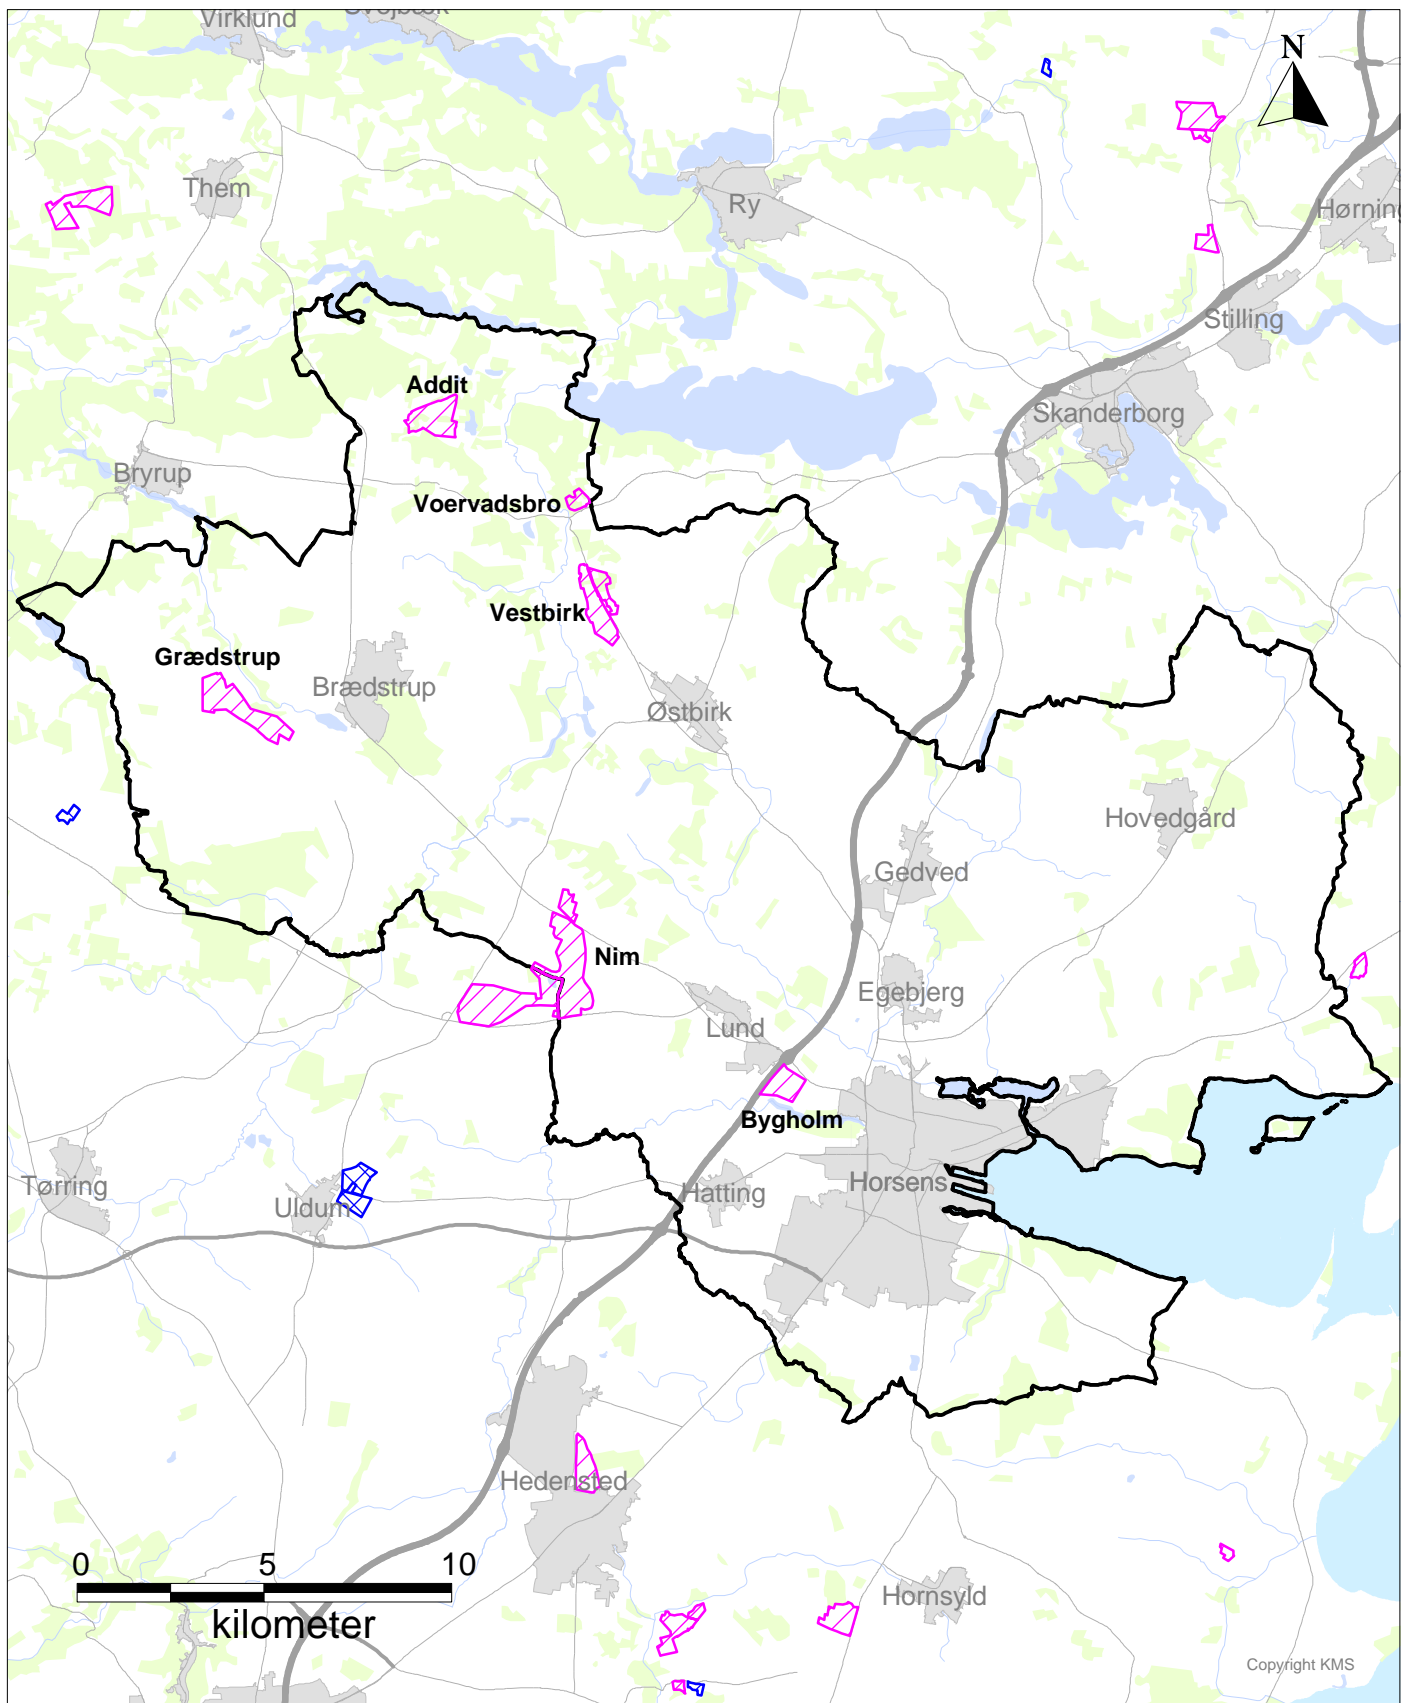 Virklund
N
Them
Ry
Hørning
Stilling
Addit
Skanderborg
Bryrup
Voervadsbro
Vestbirk
Grædstrup
Brædstrup
Østbirk
Hovedgård
Gedved
Nim
Egebjerg
Lund
Bygholm
Tørring
Uldum
Hatting
Horsens
Hedensted
0 5 10
kilometer
Hornsyld
Copyright KMS